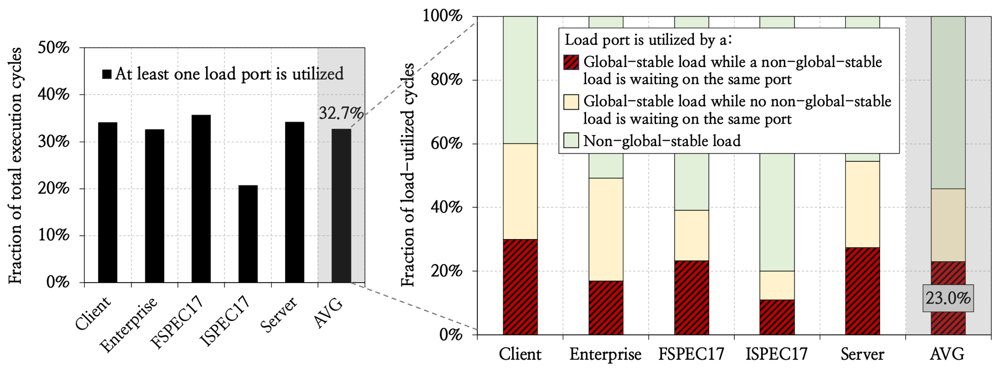 Fraction of total execution cycles
50%
40%
30%
20%
10%
0%
At least one load port is utilized
32.7%
Client
Enterprise
FSPEC17
ISPEC17
Server
AVG
Fraction of load-utilized cycles
100%
80%
60%
40%
20%
0%
Load port is utilized by a:
Global-stable load while a non-global-stable
load is waiting on the same port
Global-stable load while no non-global-stable
load is waiting on the same port
Non-global-stable load
23.0%
Client
Enterprise
FSPEC17
ISPEC17
Server
AVG